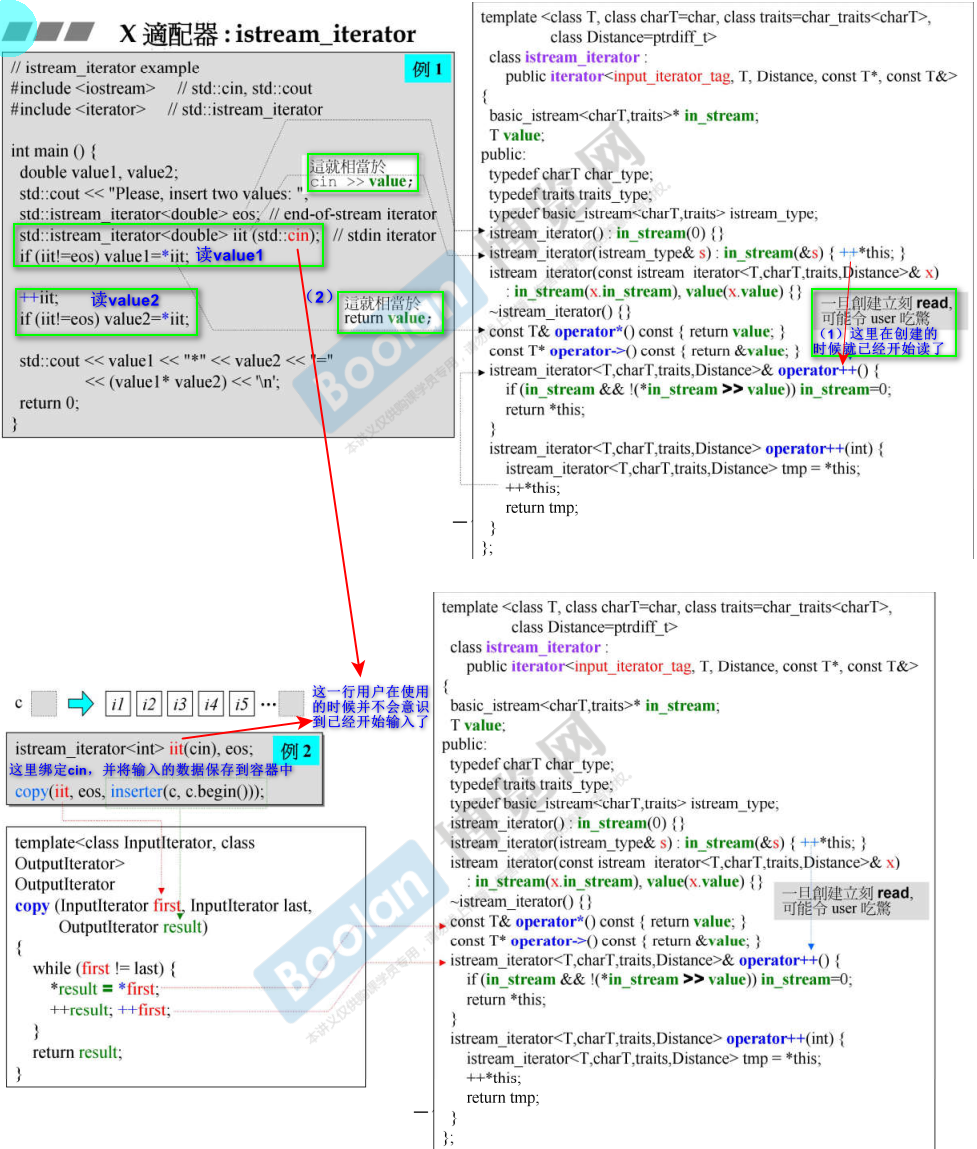 X 適配器 : istream_iterator
// istream_iterator example
例 1
#include <iostream> // std::cin, std::cout
#include <iterator> // std::istream_iterator
int main () {
double value1, value2;
std::cout << "Please, insert two values: ";
std::istream_iterator<double> eos; // end-of-stream iterator
std::istream_iterator<double> iit (std::cin); // stdin iterator
if (iit!=eos) value1=*iit; 读value1
++iit; 读value2
if (iit!=eos) value2=*iit;
std::cout << value1 << "*" << value2 << "="
<< (value1* value2) << '\n';
return 0;
}
這就相當於
cin >> value;
（2）
這就相當於
return value;
template <class T, class charT=char, class traits=char_traits<charT>,
class Distance=ptrdiff_t>
class istream_iterator :
public iterator<input_iterator_tag, T, Distance, const T*, const T&>
{
basic_istream<charT,traits>* in_stream;
T value;
public:
typedef charT char_type;
typedef traits traits_type;
typedef basic_istream<charT,traits> istream_type;
istream_iterator() : in_stream(0) {}
istream_iterator(istream_type& s) : in_stream(&s) { ++*this; }
istream_iterator(const istream_iterator<T,charT,traits,Distance>& x)
: in_stream(x.in_stream), value(x.value) {}
~istream_iterator() {}
const T& operator*() const { return value; }
const T* operator->() const { return &value; }
istream_iterator<T,charT,traits,Distance>& operator++() {
if (in_stream && !(*in_stream >> value)) in_stream=0;
return *this;
}
istream_iterator<T,charT,traits,Distance> operator++(int) {
istream_iterator<T,charT,traits,Distance> tmp = *this;
++*this;
return tmp;
}
};
一旦創建立刻 read,
可能令 user 吃驚
（1）这里在创建的
时候就已经开始读了
Boolan
博览网
c
i1 i2 i3 i4 i5 ...
这一行用户在使用
的时候并不会意识
到已经开始输入了
istream_iterator<int> iit(cin), eos;
例 2
这里绑定cin，并将输入的数据保存到容器中
copy(iit, eos, inserter(c, c.begin()));
template<class InputIterator, class
OutputIterator>
OutputIterator
copy (InputIterator first, InputIterator last,
OutputIterator result)
{
while (first != last) {
*result = *first;
++result; ++first;
}
return result;
}
template <class T, class charT=char, class traits=char_traits<charT>,
class Distance=ptrdiff_t>
class istream_iterator :
public iterator<input_iterator_tag, T, Distance, const T*, const T&>
{
basic_istream<charT,traits>* in_stream;
T value;
public:
typedef charT char_type;
typedef traits traits_type;
typedef basic_istream<charT,traits> istream_type;
istream_iterator() : in_stream(0) {}
istream_iterator(istream_type& s) : in_stream(&s) { ++*this; }
istream_iterator(const istream_iterator<T,charT,traits,Distance>& x)
: in_stream(x.in_stream), value(x.value) {}
~istream_iterator() {}
const T& operator*() const { return value; }
const T* operator->() const { return &value; }
istream_iterator<T,charT,traits,Distance>& operator++() {
if (in_stream && !(*in_stream >> value)) in_stream=0;
return *this;
}
istream_iterator<T,charT,traits,Distance> operator++(int) {
istream_iterator<T,charT,traits,Distance> tmp = *this;
++*this;
return tmp;
}
};
一旦創建立刻 read,
可能令 user 吃驚
Boolan
博览网